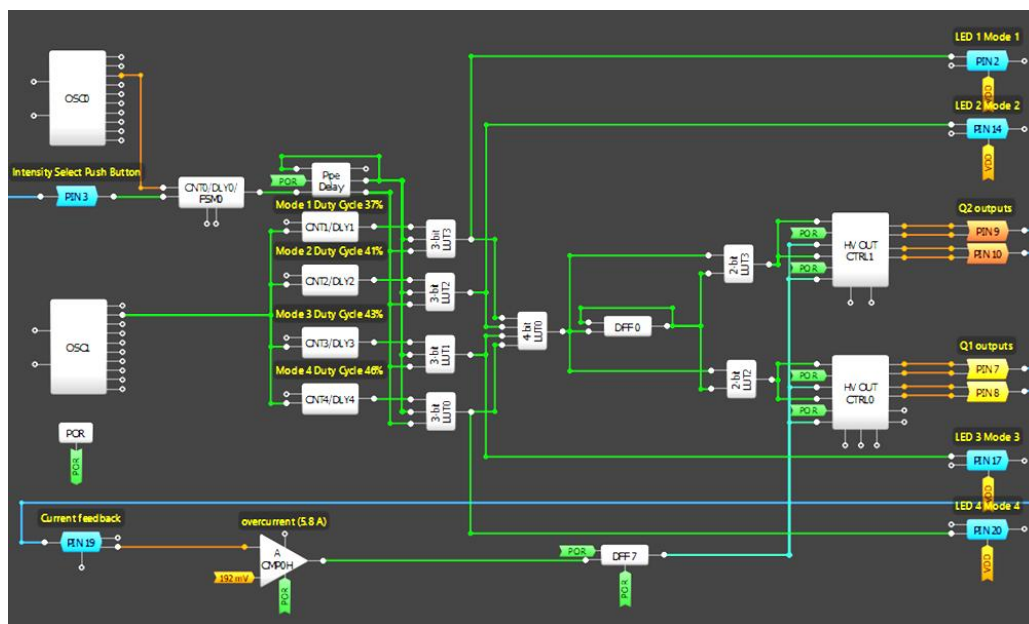 LED 1 Mode 1
PIN 2
VDD
OSC0
LED 2 Mode 2
PIN 14
VDD
Intensity Select Push Button
PIN 3
CNT0/DLY0/
FSM0
POR
Pipe
Delay
Mode 1 Duty Cycle 37%
CNT1/DLY1
Mode 2 Duty Cycle 41%
CNT2/DLY2
Mode 3 Duty Cycle 43%
CNT3/DLY3
Mode 4 Duty Cycle 46%
CNT4/DLY4
3-bit
LUT3
3-bit
LUT2
3-bit
LUT1
3-bit
LUT0
4-bit
LUT0
DFF 0
2-bit
LUT3
2-bit
LUT2
POR
HV OUT
CTRL1
POR
Q2 outputs
PIN 9
PIN 10
POR
HV OUT
CTRL0
POR
Q1 outputs
PIN 7
PIN 8
OSC1
POR
POR
LED 3 Mode 3
PIN 17
VDD
LED 4 Mode 4
PIN 20
VDD
Current feedback
PIN 19
overcurrent (5.8 A)
A
CMP0H
192 mV
POR
POR
DFF 7
POR